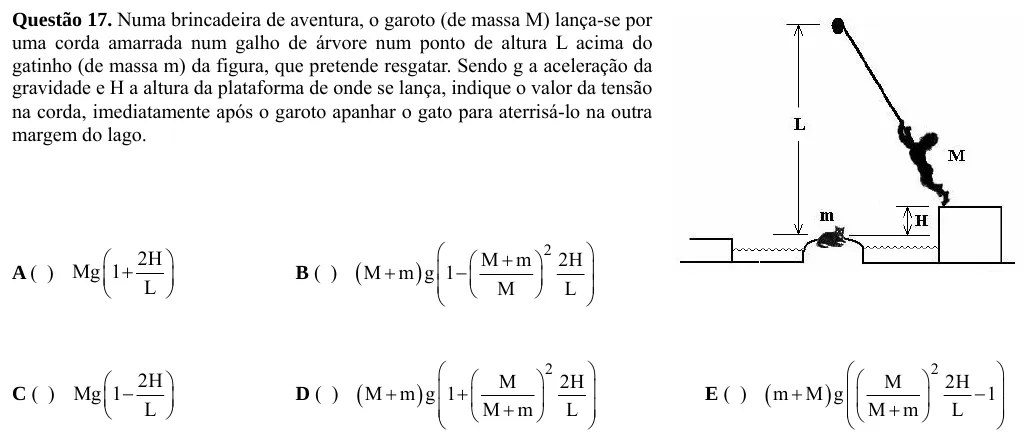 Questão 17. Numa brincadeira de aventura, o garoto (de massa M) lança-se por
uma corda amarrada num galho de árvore num ponto de altura L acima do
gatinho (de massa m) da figura, que pretende resgatar. Sendo g a aceleração da
gravidade e H a altura da plataforma de onde se lança, indique o valor da tensão
na corda, imediatamente após o garoto apanhar o gato para aterrisá-lo na outra
margem do lago.
L
M
m
H
A ( ) Mg(1+2H/L)
B ( ) (M+m)g(1−((M+m)/M)² 2H/L)
C ( ) Mg(1−2H/L)
D ( ) (M+m)g(1+(M/(M+m))² 2H/L)
E ( ) (m+M)g((M/(M+m))² 2H/L−1)